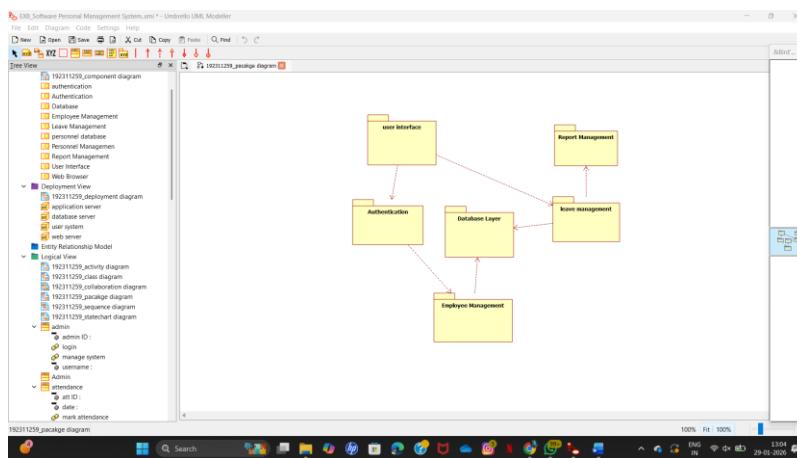 EXB_Software Personal Management System.xmi * - Umbrello UML Modeller
File Edit Diagram Code Settings Help
New Open Save Cut Copy Paste Find
XYZ
Tree View
192311259_pacakge diagram
192311259_component diagram
authentication
Authentication
Database
Employee Management
Leave Management
personnel database
Personnel Managemen
Report Management
User Interface
Web Browser
Deployment View
192311259_deployment diagram
application server
database server
user system
web server
Entity Relationship Model
Logical View
192311259_activity diagram
192311259_class diagram
192311259_collaboration diagram
192311259_pacakge diagram
192311259_sequence diagram
192311259_statechart diagram
admin
admin ID :
login
manage system
username :
Admin
attendance
att ID :
date :
mark attendance
user interface
Report Management
Authentication
Database Layer
leave management
Employee Management
192311259_pacakge diagram
100% Fit 100%
Search
99+
ENG
IN
13:04
29-01-2026